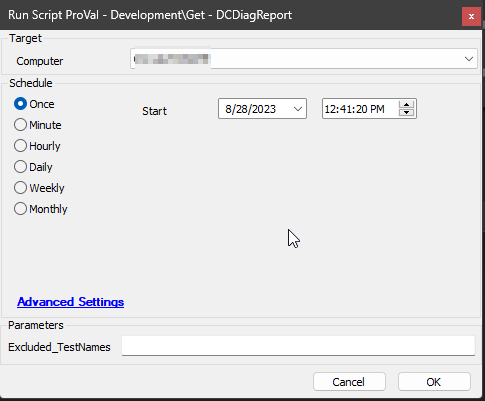 Run Script ProVal - Development\Get - DCDiagReport
Target
Computer
Schedule
Once
Start
8/28/2023
12:41:20 PM
Minute
Hourly
Daily
Weekly
Monthly
Advanced Settings
Parameters
Excluded_TestNames
Cancel
OK